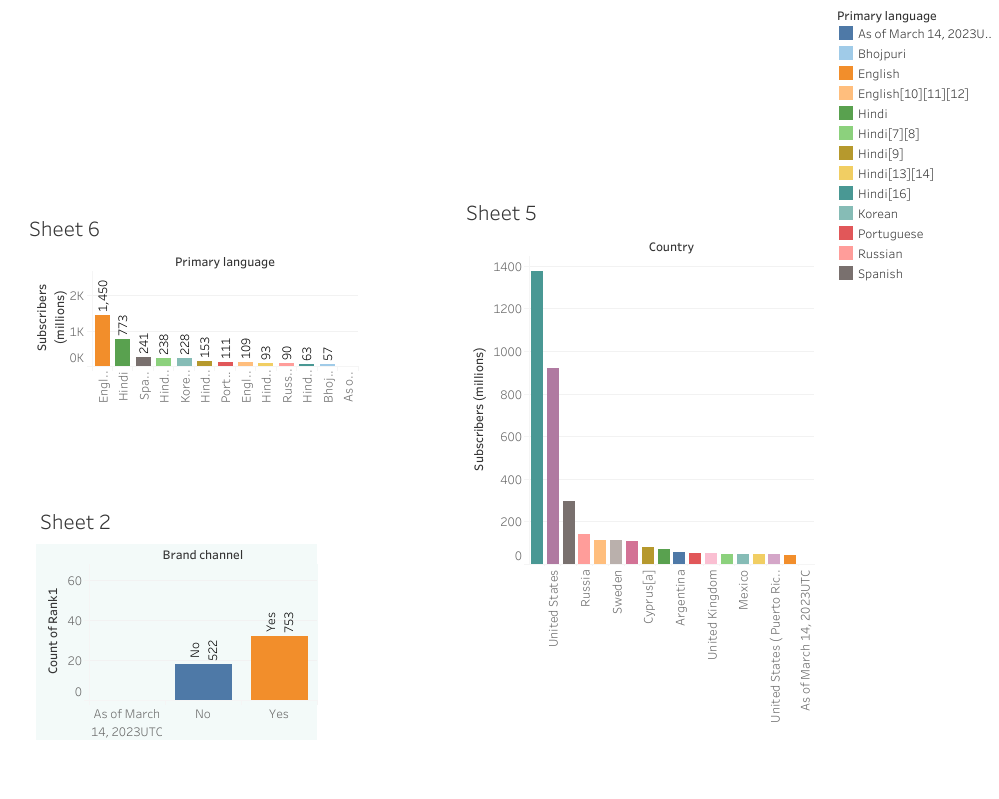 Primary language
As of March 14, 2023U..
Bhojpuri
English
English[10][11][12]
Hindi
Hindi[7][8]
Hindi[9]
Hindi[13][14]
Hindi[16]
Korean
Portuguese
Russian
Spanish
Sheet 6
Primary language
Subscribers
(millions)
2K
1K
0K
1,450
773
241
238
228
153
111
109
93
90
63
57
Engl..
Hindi
Spa..
Hind..
Kore..
Hind..
Port..
Engl..
Hind..
Russ..
Hind..
Bhoj..
As o..
Sheet 5
Country
Subscribers (millions)
1400
1200
1000
800
600
400
200
0
United States
Russia
Sweden
Cyprus[a]
Argentina
United Kingdom
Mexico
United States ( Puerto Ric..
As of March 14, 2023UTC
Sheet 2
Brand channel
Count of Rank1
60
40
20
0
No
522
Yes
753
As of March
14, 2023UTC
No
Yes